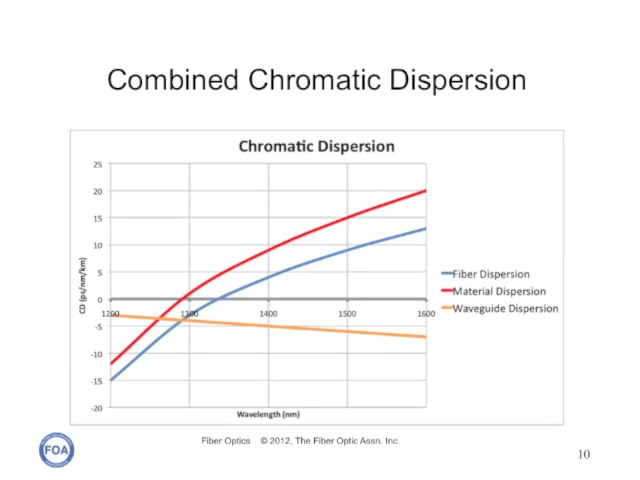 Combined Chromatic Dispersion
Chromatic Dispersion
25
20
15
10
5
0
-5
-10
-15
-20
CD (ps/nm/km)
1200 1300 1400 1500 1600
Wavelength (nm)
Fiber Dispersion
Material Dispersion
Waveguide Dispersion
FOA
Fiber Optics © 2012, The Fiber Optic Assn. Inc.
10